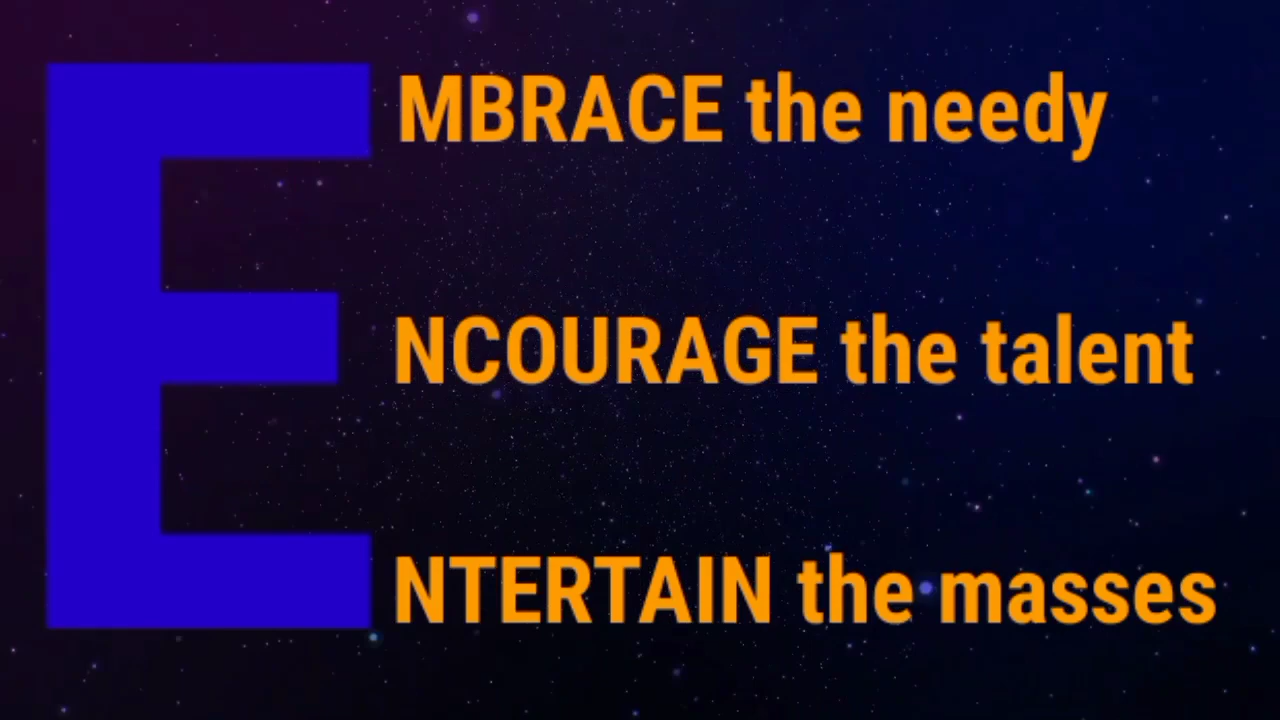 EMBRACE the needy
ENCOURAGE the talent
ENTERTAIN the masses